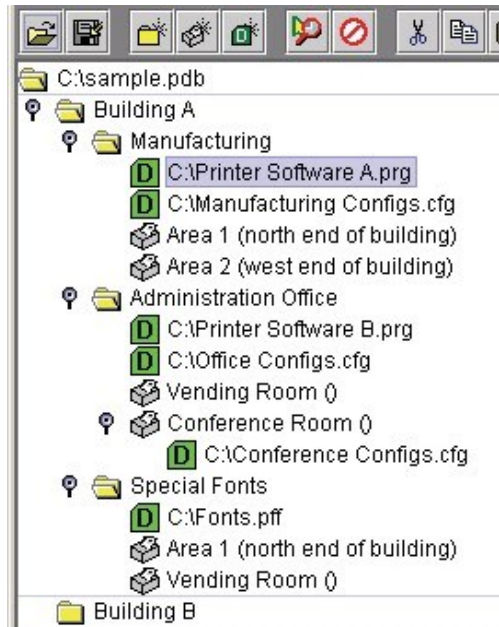 C:\sample.pdb
Building A
Manufacturing
D C:\Printer Software A.prg
D C:\Manufacturing Configs.cfg
Area 1 (north end of building)
Area 2 (west end of building)
Administration Office
D C:\Printer Software B.prg
D C:\Office Configs.cfg
Vending Room ()
Conference Room ()
D C:\Conference Configs.cfg
Special Fonts
D C:\Fonts.pff
Area 1 (north end of building)
Vending Room ()
Building B